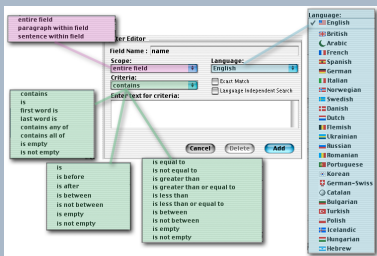 entire field
paragraph within field
sentence within field
Editor
Field Name : name
Scope:
entire field
Language:
English
Criteria:
contains
Exact Match
Language Independent Search
Enter text for criteria:
Cancel
Delete
Add
contains
is
first word is
last word is
contains any of
contains all of
is empty
is not empty
is
is before
is after
is between
is not between
is empty
is not empty
is equal to
is not equal to
is greater than
is greater than or equal to
is less than
is less than or equal to
is between
is not between
is empty
is not empty
Language:
✓ English
British
Arabic
French
Spanish
German
Italian
Norwegian
Swedish
Danish
Dutch
Flemish
Ukrainian
Russian
Romanian
Portuguese
Korean
German-Swiss
Catalan
Bulgarian
Turkish
Polish
Icelandic
Hungarian
Hebrew